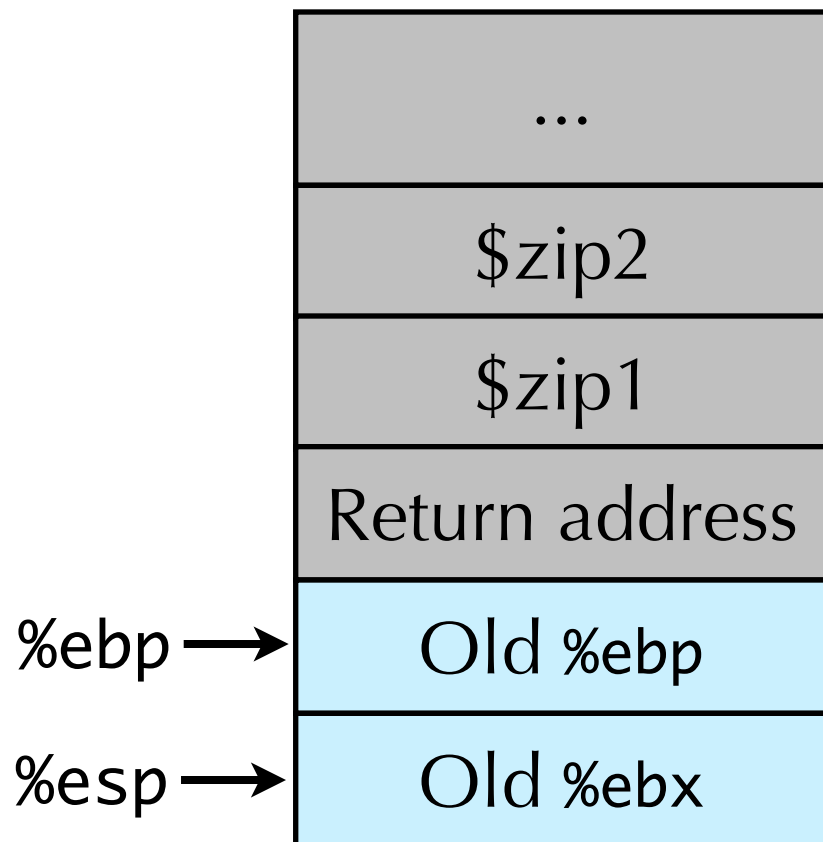 ...
$zip2
$zip1
Return address
%ebp Old %ebp
%esp Old %ebx